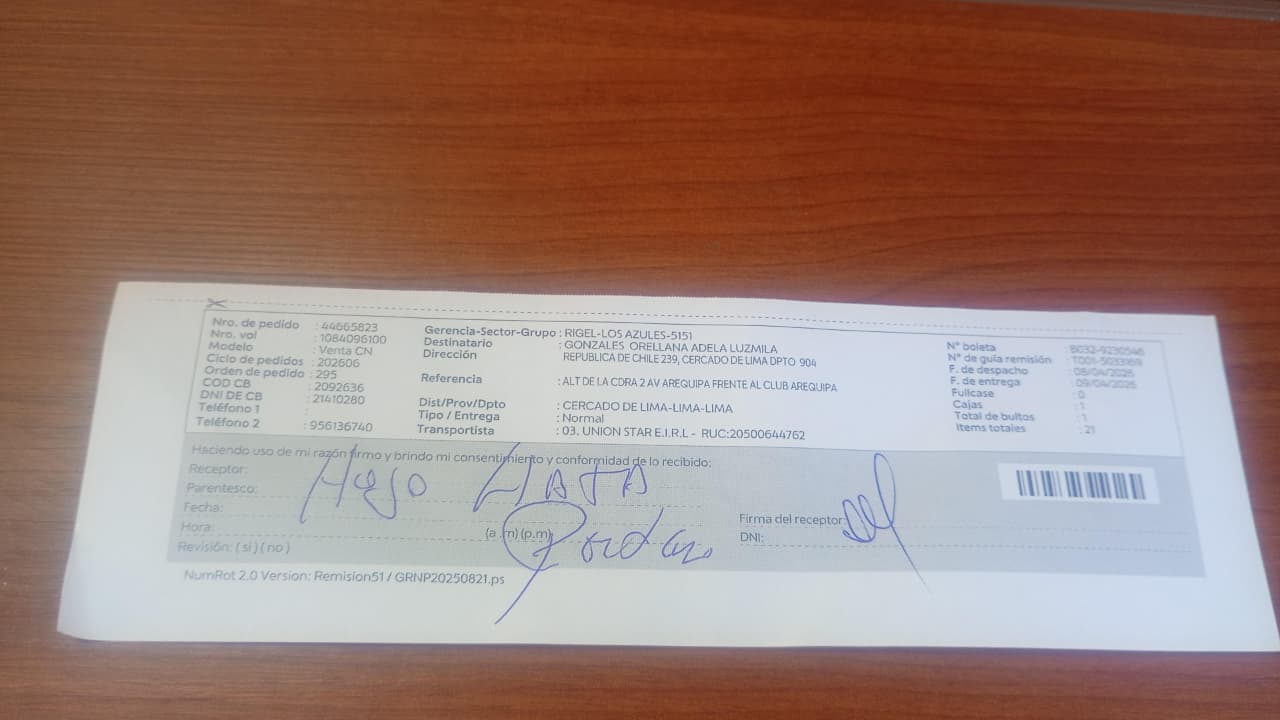 Nro. de pedido : 44665823
Nro. val : 1084096100
Modelo : Venta CN
Ciclo de pedidos : 202606
Orden de pedido : 295
COD CB : 2092636
DNI DE CB : 21410280
Teléfono 1 :
Teléfono 2 : 956136740
Gerencia-Sector-Grupo : RIGEL-LOS AZULES-5151
Destinatario : GONZALES ORELLANA ADELA LUZMILA
Dirección REPUBLICA DE CHILE 239, CERCADO DE LIMA DPTO 904
Referencia : ALT DE LA CDRA 2 AV AREQUIPA FRENTE AL CLUB AREQUIPA
Dist/Prov/Dpto : CERCADO DE LIMA-LIMA-LIMA
Tipo / Entrega : Normal
Transportista : 03. UNION STAR E.I.R.L - RUC:20500644762
N° boleta
N° de guía remisión
F. de despacho
F. de entrega
Fullcase : 0
Cajas : 1
Total de bultos : 1
Items totales : 21
Haciendo uso de mi razón firmo y brindo mi consentimiento y conformidad de lo recibido:
Receptor: Hugo
Parentesco:
Fecha:
Hora: (a .m) (p.m)
Revisión: ( si ) ( no )
Firma del receptor:
DNI:
NumRot 2.0 Version: Remision51 / GRNP20250821.ps